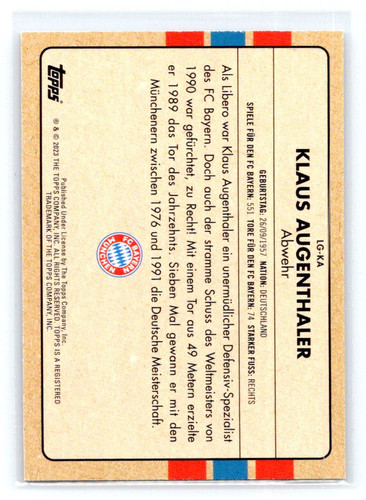 LG-KA
KLAUS AUGENTHALER
Abwehr
GEBURTSTAG: 26/09/1957 NATION: DEUTSCHLAND
SPIELE FÜR DEN FC BAYERN: 551 TORE FÜR DEN FC BAYERN: 74 STARKER FUSS: RECHTS
Als Libero war Klaus Augenthaler ein unermüdlicher Defensiv-Spezialist
des FC Bayern. Doch auch der stramme Schuss des Weltmeisters von
1990 war gefürchtet, zu Recht! Mit einem Tor aus 49 Metern erzielte
er 1989 das Tor des Jahrzehnts. Sieben Mal gewann er mit den
Münchenern zwischen 1976 und 1991 die Deutsche Meisterschaft.
FC BAYERN
MÜNCHEN
topps
Published Under License by The Topps Company, Inc.
® & © 2023 THE TOPPS COMPANY, INC. ALL RIGHTS RESERVED. TOPPS IS A REGISTERED
TRADEMARK OF THE TOPPS COMPANY, INC.